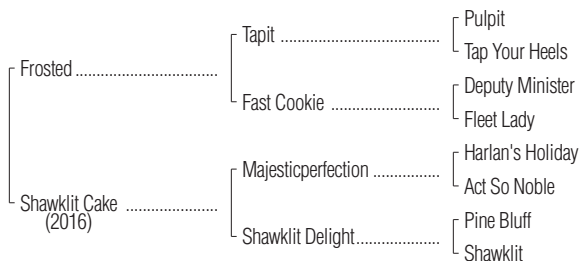 Pulpit
Tapit
Tap Your Heels
Frosted
Deputy Minister
Fast Cookie
Fleet Lady
Harlan's Holiday
Majesticperfection
Act So Noble
Shawklit Cake
(2016)
Pine Bluff
Shawklit Delight
Shawklit